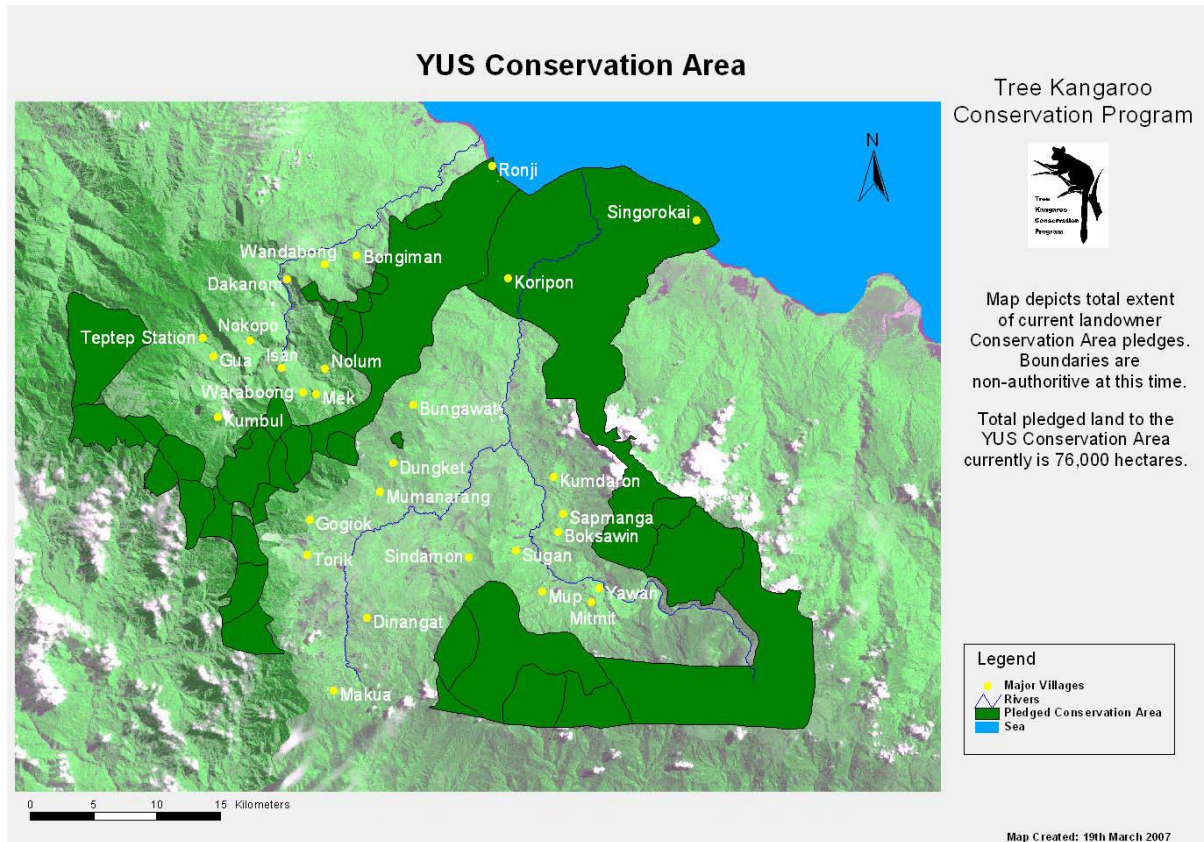 YUS Conservation Area
Tree Kangaroo
Conservation Program
Tree
Kangaroo
Conservation
Program
Map depicts total extent
of current landowner
Conservation Area pledges.
Boundaries are
non-authoritive at this time.
Total pledged land to the
YUS Conservation Area
currently is 76,000 hectares.
N
Ronji
Singorokai
Wandabong
Bongiman
Dakanom
Koripon
Nokopo
Teptep Station
Gua
Isan
Nolum
Waraboong
Mek
Kumbul
Bungawat
Dungket
Kumdaron
Mumanarang
Gogiok
Sapmanga
Boksawin
Torik
Sindamon
Sugan
Mup
Yawan
Mitmit
Dinangat
Makua
Legend
Major Villages
Rivers
Pledged Conservation Area
Sea
0 5 10 15 Kilometers
Map Created: 19th March 2007